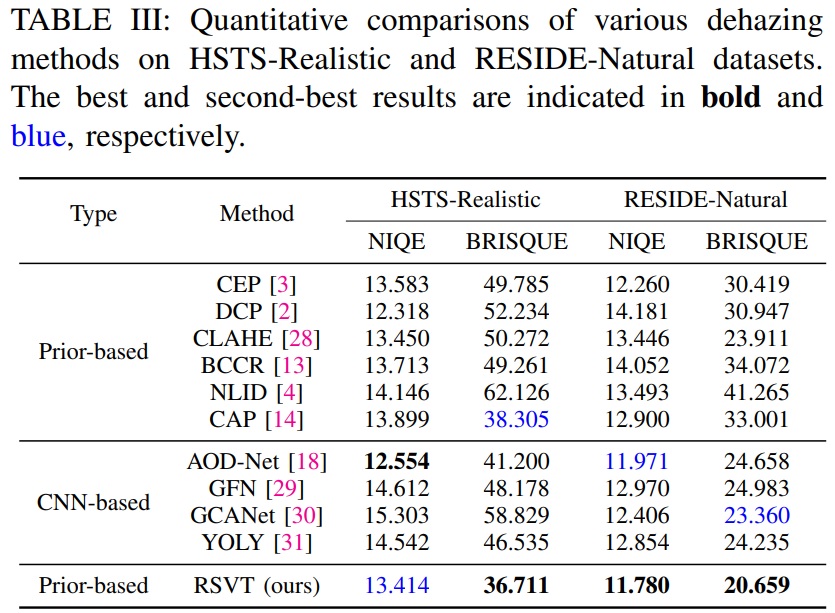 TABLE III: Quantitative comparisons of various dehazing
methods on HSTS-Realistic and RESIDE-Natural datasets.
The best and second-best results are indicated in bold and
blue, respectively.
Type Method HSTS-Realistic RESIDE-Natural
NIQE BRISQUE NIQE BRISQUE
Prior-based
CEP [3] 13.583 49.785 12.260 30.419
DCP [2] 12.318 52.234 14.181 30.947
CLAHE [28] 13.450 50.272 13.446 23.911
BCCR [13] 13.713 49.261 14.052 34.072
NLID [4] 14.146 62.126 13.493 41.265
CAP [14] 13.899 38.305 12.900 33.001
CNN-based
AOD-Net [18] 12.554 41.200 11.971 24.658
GFN [29] 14.612 48.178 12.970 24.983
GCANet [30] 15.303 58.829 12.406 23.360
YOLY [31] 14.542 46.535 12.854 24.235
Prior-based RSVT (ours) 13.414 36.711 11.780 20.659